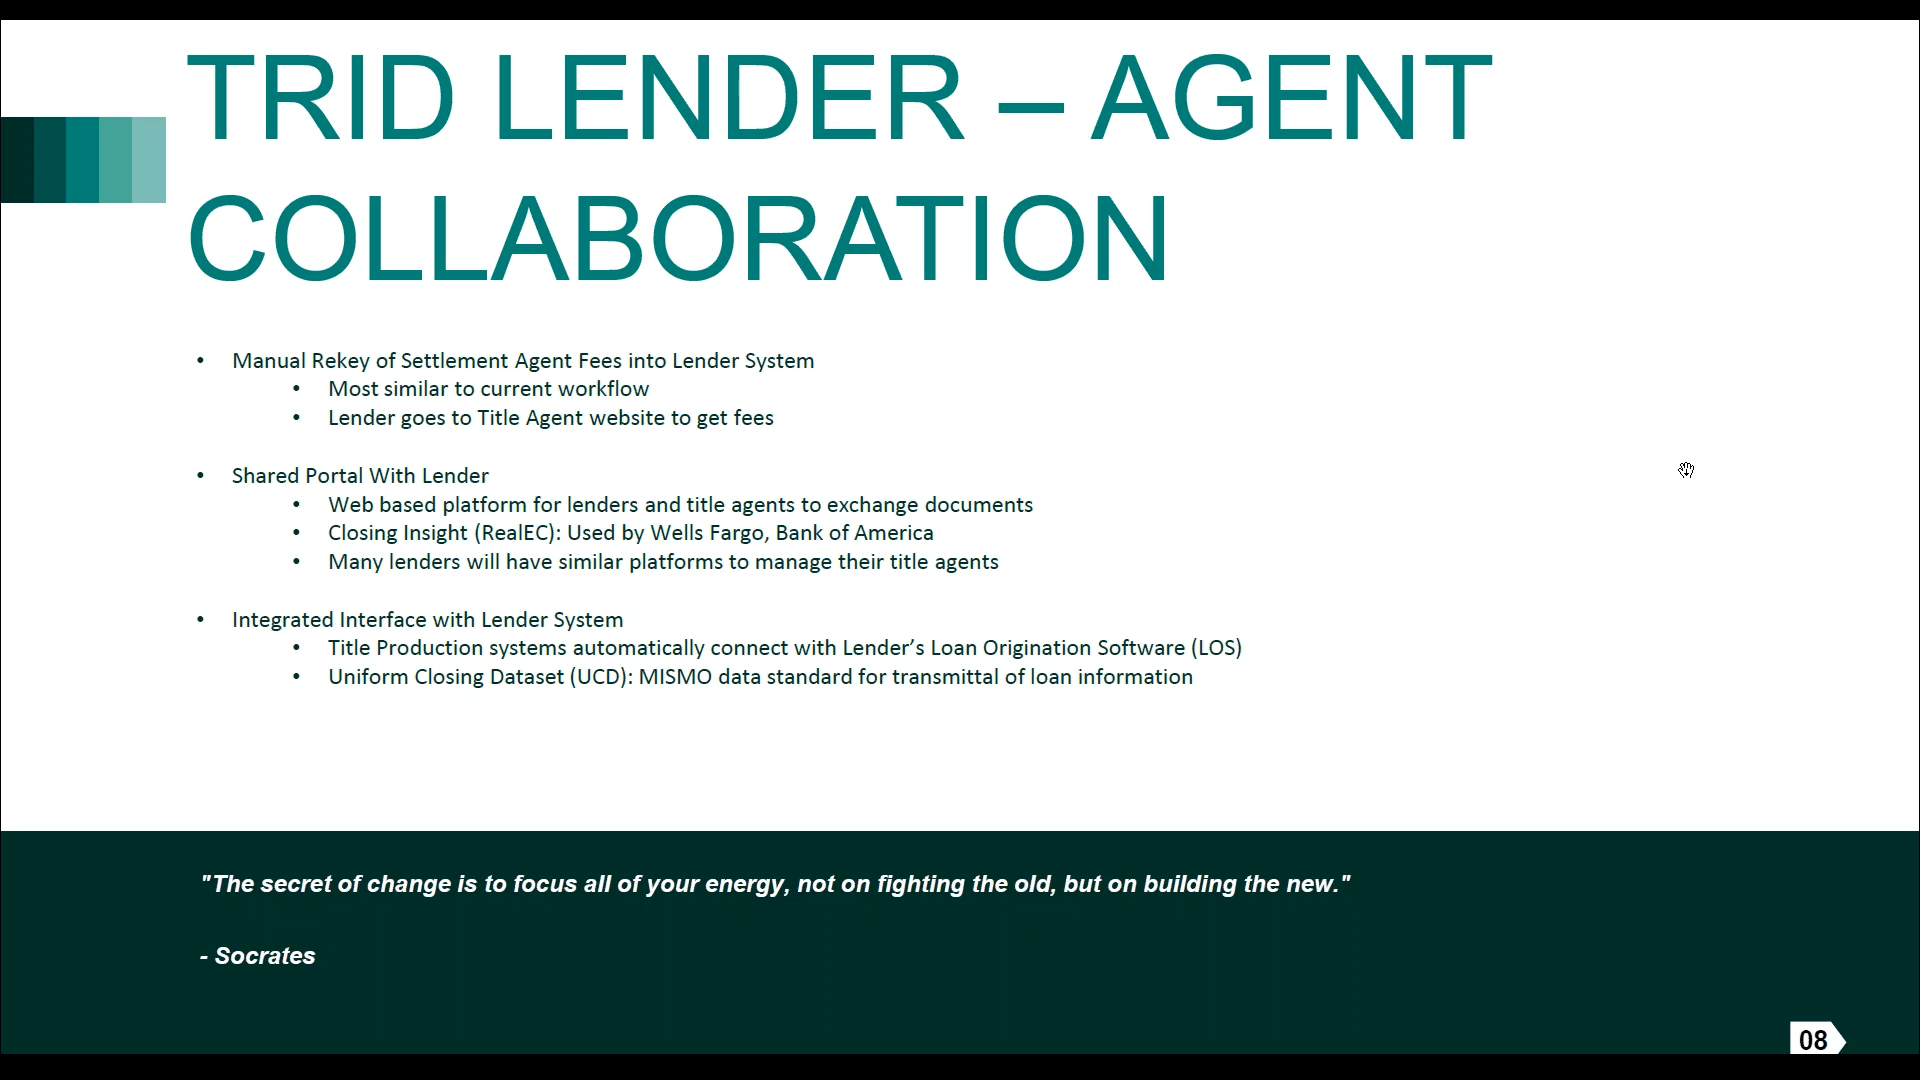 TRID LENDER – AGENT
COLLABORATION
• Manual Rekey of Settlement Agent Fees into Lender System
• Most similar to current workflow
• Lender goes to Title Agent website to get fees
• Shared Portal With Lender
• Web based platform for lenders and title agents to exchange documents
• Closing Insight (RealEC): Used by Wells Fargo, Bank of America
• Many lenders will have similar platforms to manage their title agents
• Integrated Interface with Lender System
• Title Production systems automatically connect with Lender’s Loan Origination Software (LOS)
• Uniform Closing Dataset (UCD): MISMO data standard for transmittal of loan information
"The secret of change is to focus all of your energy, not on fighting the old, but on building the new."
- Socrates
08